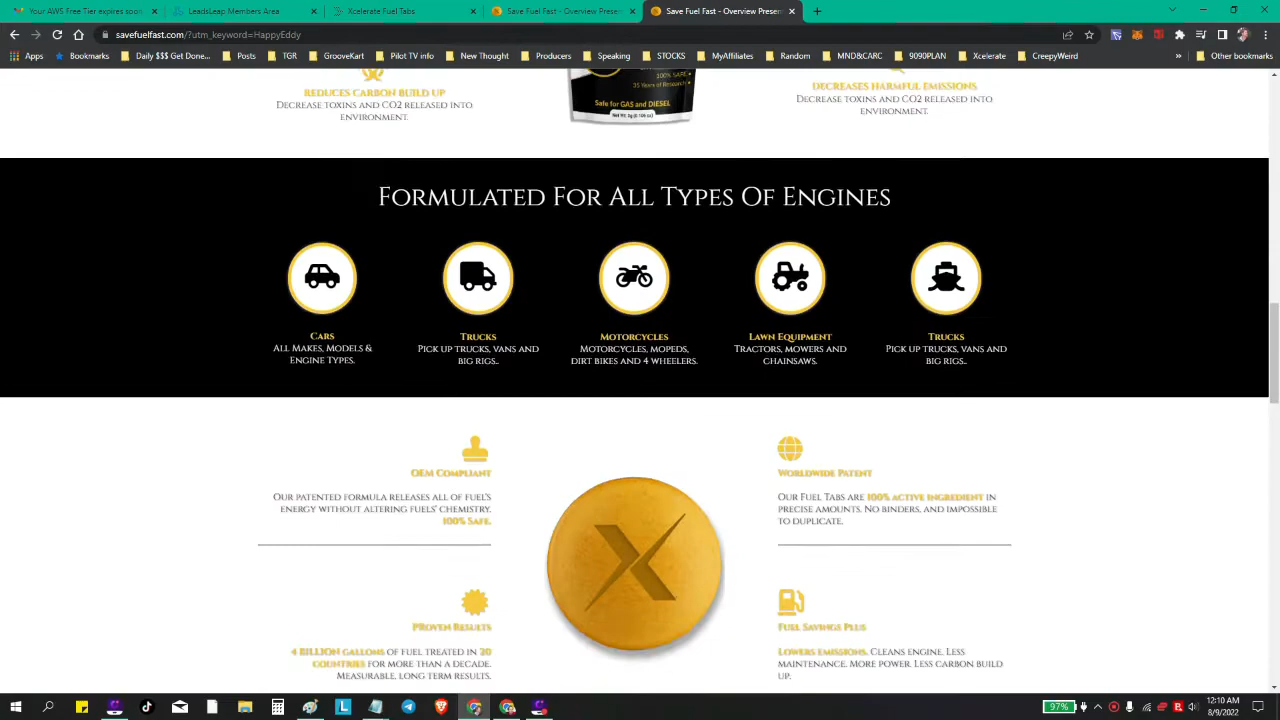 Your AWS Free Tier expires soon
LeadsLeap Members Area
Xcelerate Fuel Tabs
Save Fuel Fast - Overview Present
Save Fuel Fast - Overview Presen
savefuelfast.com/?utm_keyword=HappyEddy
Apps
Bookmarks
Daily $$$ Get Done...
Posts
TGR
GrooveKart
Pilot TV info
New Thought
Producers
Speaking
STOCKS
MyAffiliates
Random
MND&CARC
9090PLAN
Xcelerate
CreepyWeird
»
Other bookmarks
Reduces Carbon Build Up
Decrease toxins and CO2 released into
environment.
100% SAFE
35 Years of Research
Safe for GAS and DIESEL
Decreases Harmful Emissions
Decrease toxins and CO2 released into
environment.
Formulated For All Types Of Engines
Cars
All Makes, Models &
Engine Types.
Trucks
Pick up trucks, vans and
big rigs..
Motorcycles
Motorcycles, mopeds,
dirt bikes and 4 wheelers.
Lawn Equipment
Tractors, mowers and
chainsaws.
Trucks
Pick up trucks, vans and
big rigs..
OEM Compliant
Our patented formula releases all of fuel's
energy without altering fuels' chemistry.
100% Safe.
Worldwide Patent
Our Fuel Tabs are 100% active ingredient in
precise amounts. No binders, and impossible
to duplicate.
X
Proven Results
4 BILLION gallons of fuel treated in 20
countries for more than a decade.
Measurable, long term results.
Fuel Savings Plus
Lowers emissions. Cleans engine. Less
maintenance. More power. Less carbon build
up.
97%
12:10 AM
8/9/2022